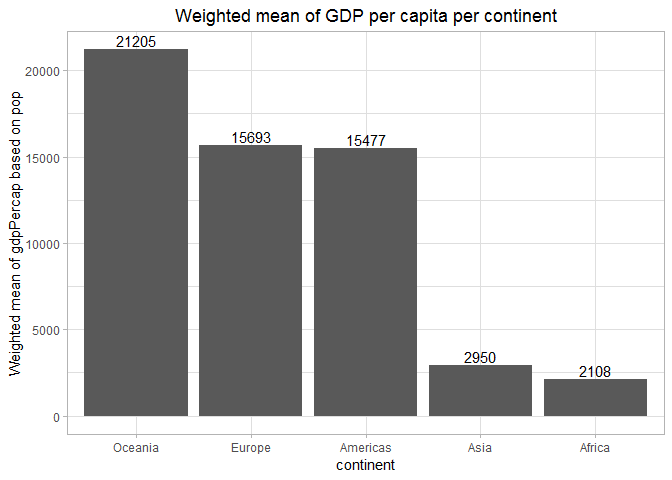 Weighted mean of GDP per capita per continent
Weighted mean of gdpPercap based on pop
20000
15000
10000
5000
0
21205
15693
15477
2950
2108
Oceania
Europe
Americas
Asia
Africa
continent